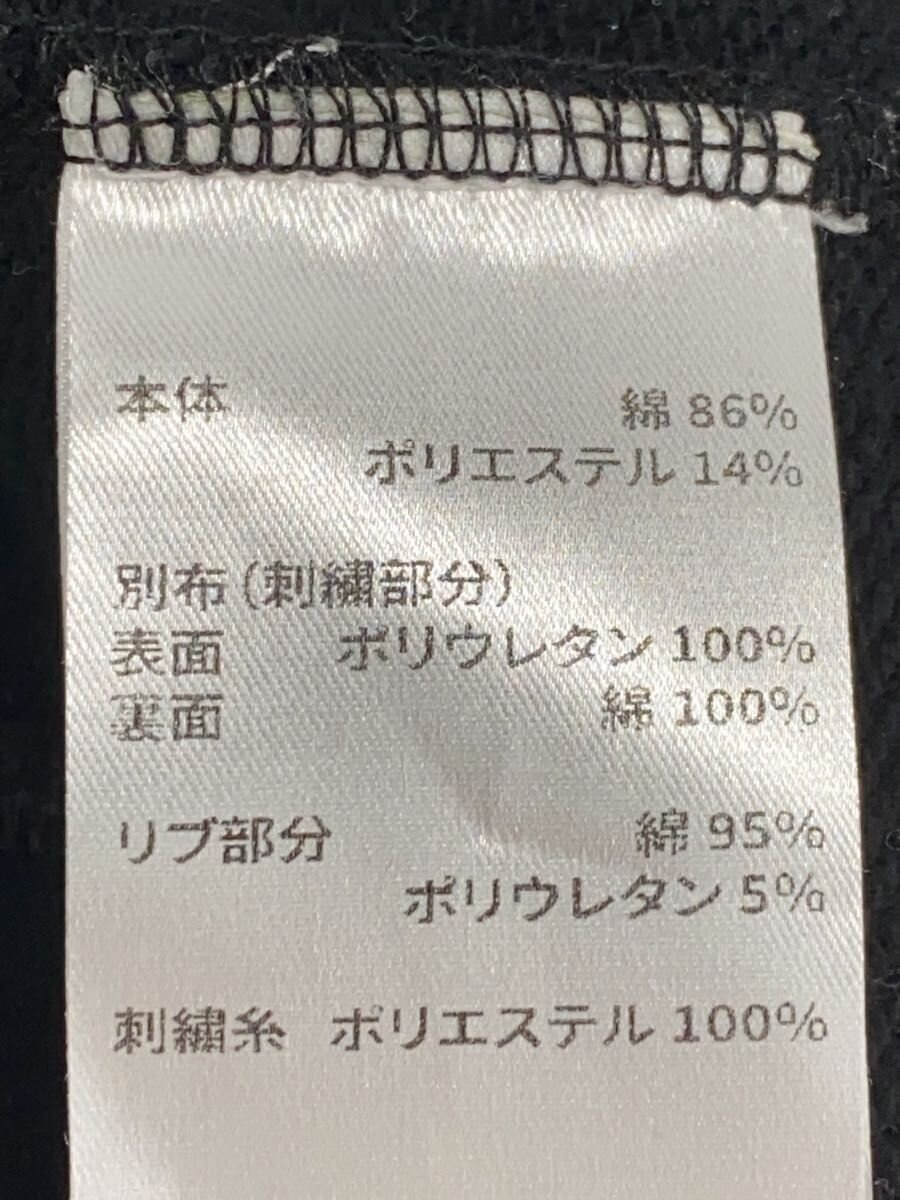 本体 綿 86%
ポリエステル 14%
別布(刺繍部分)
表面 ポリウレタン 100%
裏面 綿 100%
リブ部分 綿 95%
ポリウレタン 5%
刺繍糸 ポリエステル 100%